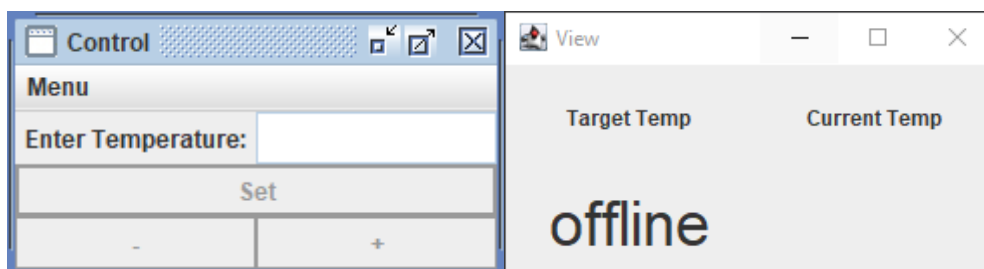 Control
Menu
Enter Temperature:
Set
- +
View
Target Temp Current Temp
offline